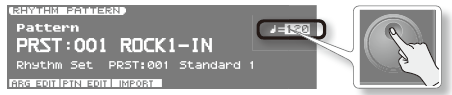 RHYTHM PATTERN
Pattern
♩=120
PRST:001 ROCK1-IN
Rhythm Set PRST:001 Standard 1
ARG EDIT PTN EDIT IMPORT